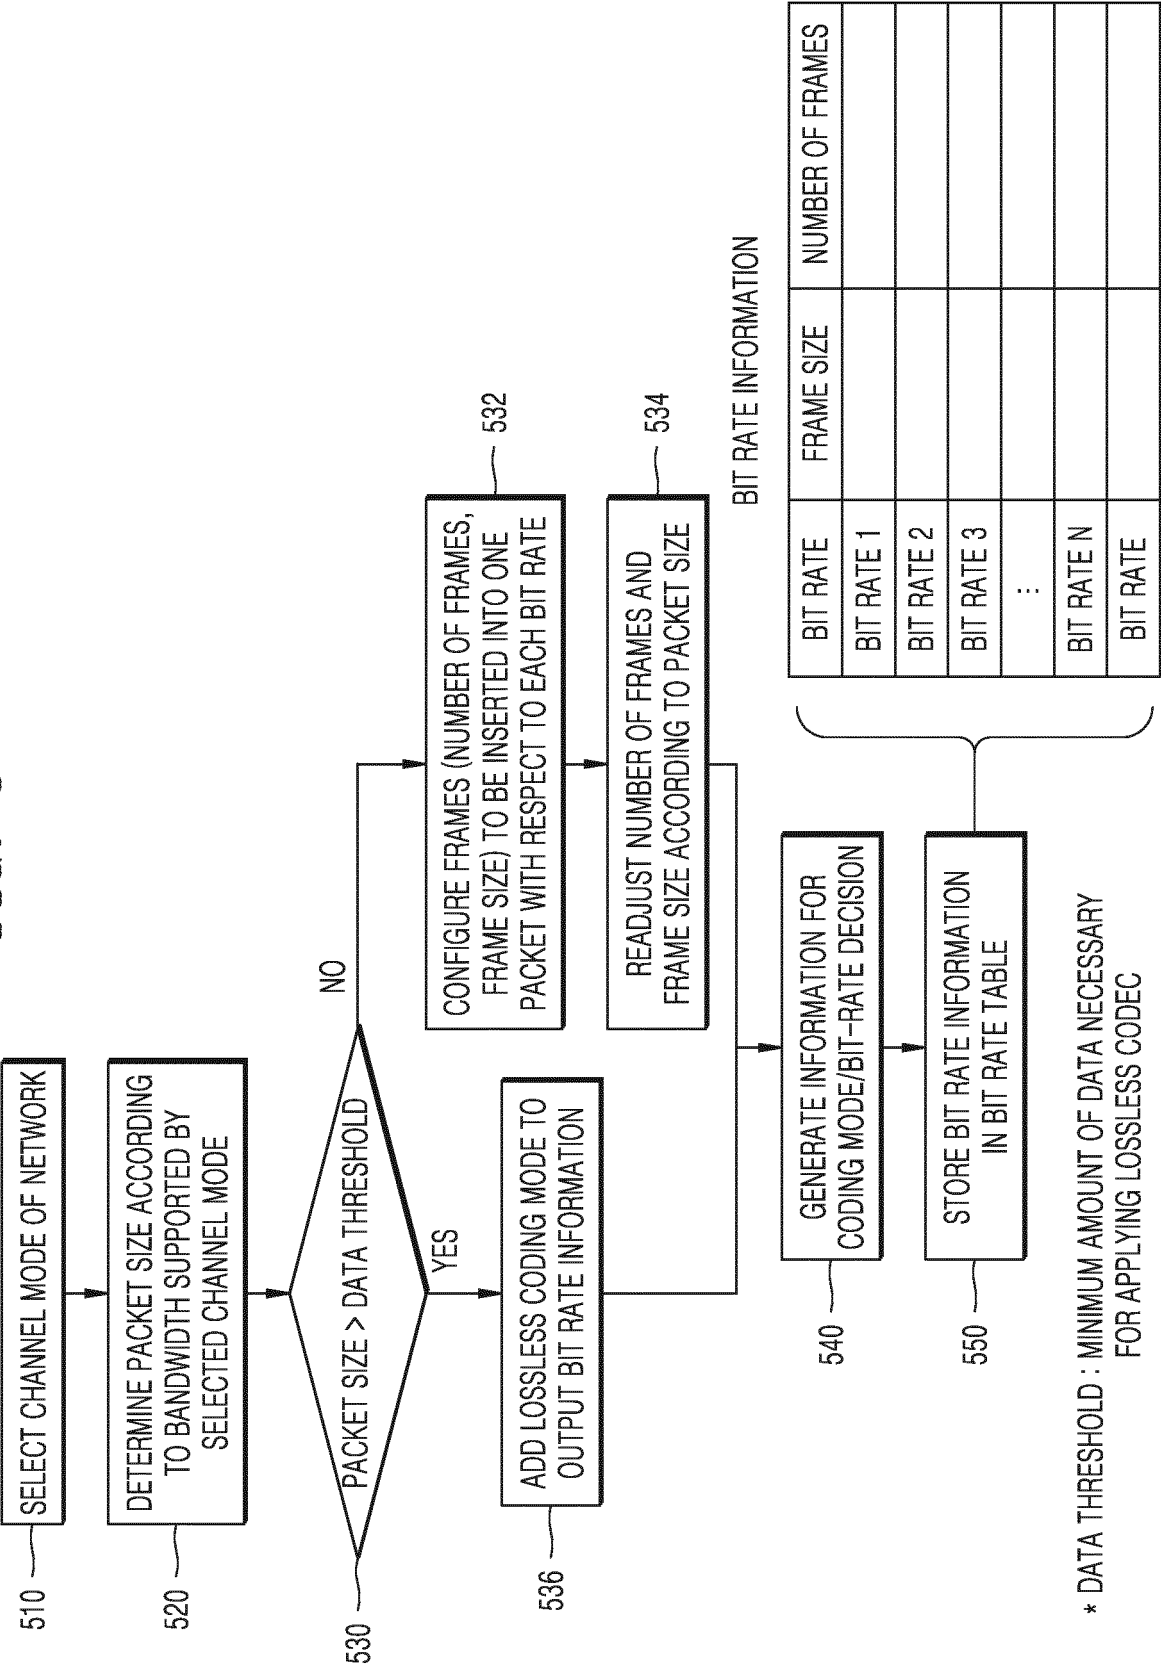 510
SELECT CHANNEL MODE OF NETWORK
520
DETERMINE PACKET SIZE ACCORDING
TO BANDWIDTH SUPPORTED BY
SELECTED CHANNEL MODE
530
PACKET SIZE > DATA THRESHOLD
NO
YES
532
CONFIGURE FRAMES (NUMBER OF FRAMES,
FRAME SIZE) TO BE INSERTED INTO ONE
PACKET WITH RESPECT TO EACH BIT RATE
534
READJUST NUMBER OF FRAMES AND
FRAME SIZE ACCORDING TO PACKET SIZE
536
ADD LOSSLESS CODING MODE TO
OUTPUT BIT RATE INFORMATION
540
GENERATE INFORMATION FOR
CODING MODE/BIT-RATE DECISION
550
STORE BIT RATE INFORMATION
IN BIT RATE TABLE
BIT RATE INFORMATION
BIT RATE FRAME SIZE NUMBER OF FRAMES
BIT RATE 1
BIT RATE 2
BIT RATE 3
...
BIT RATE N
BIT RATE
* DATA THRESHOLD : MINIMUM AMOUNT OF DATA NECESSARY
FOR APPLYING LOSSLESS CODEC